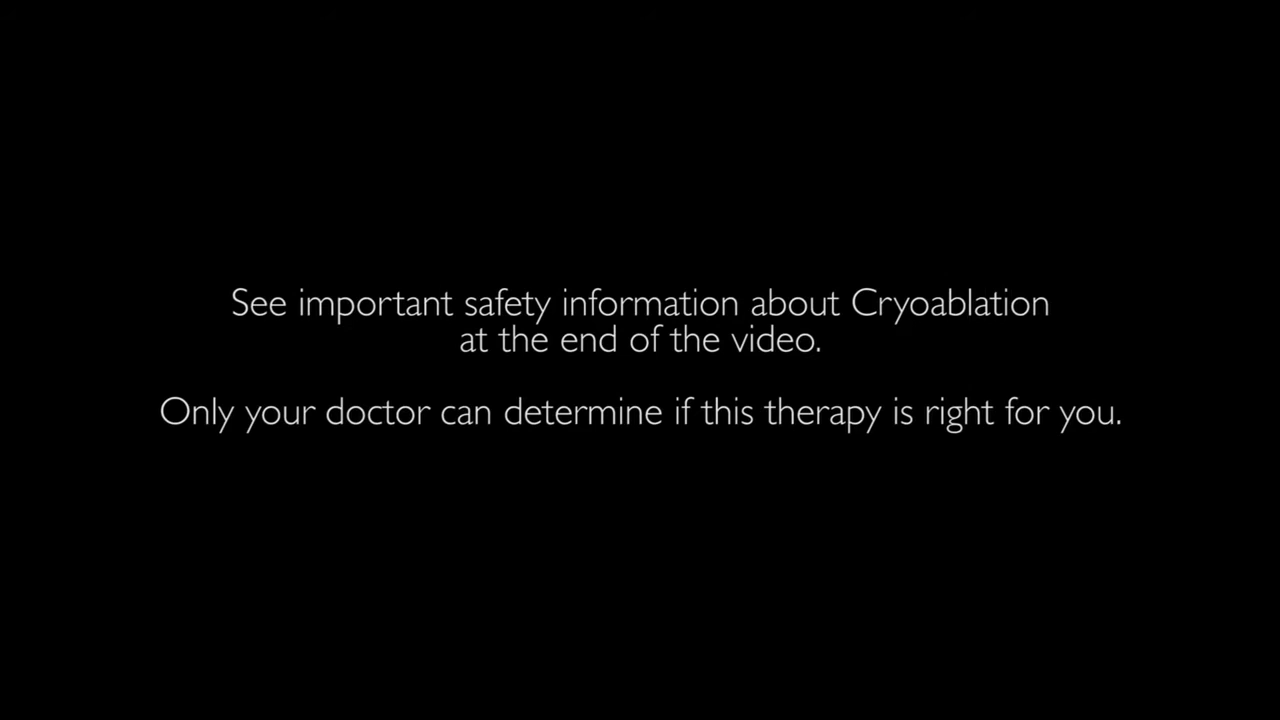 See important safety information about Cryoablation
at the end of the video.
Only your doctor can determine if this therapy is right for you.